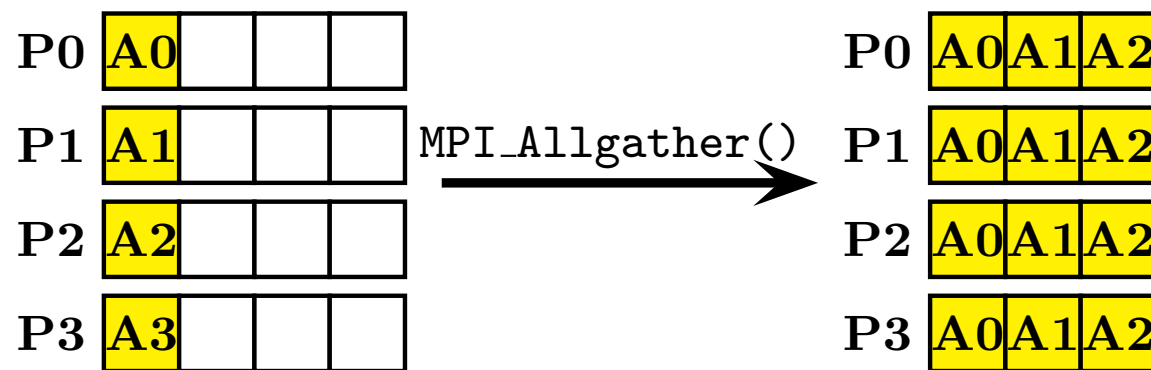 P0 A0 P0 A0 A1 A2
P1 A1 MPI_Allgather() P1 A0 A1 A2
P2 A2 P2 A0 A1 A2
P3 A3 P3 A0 A1 A2